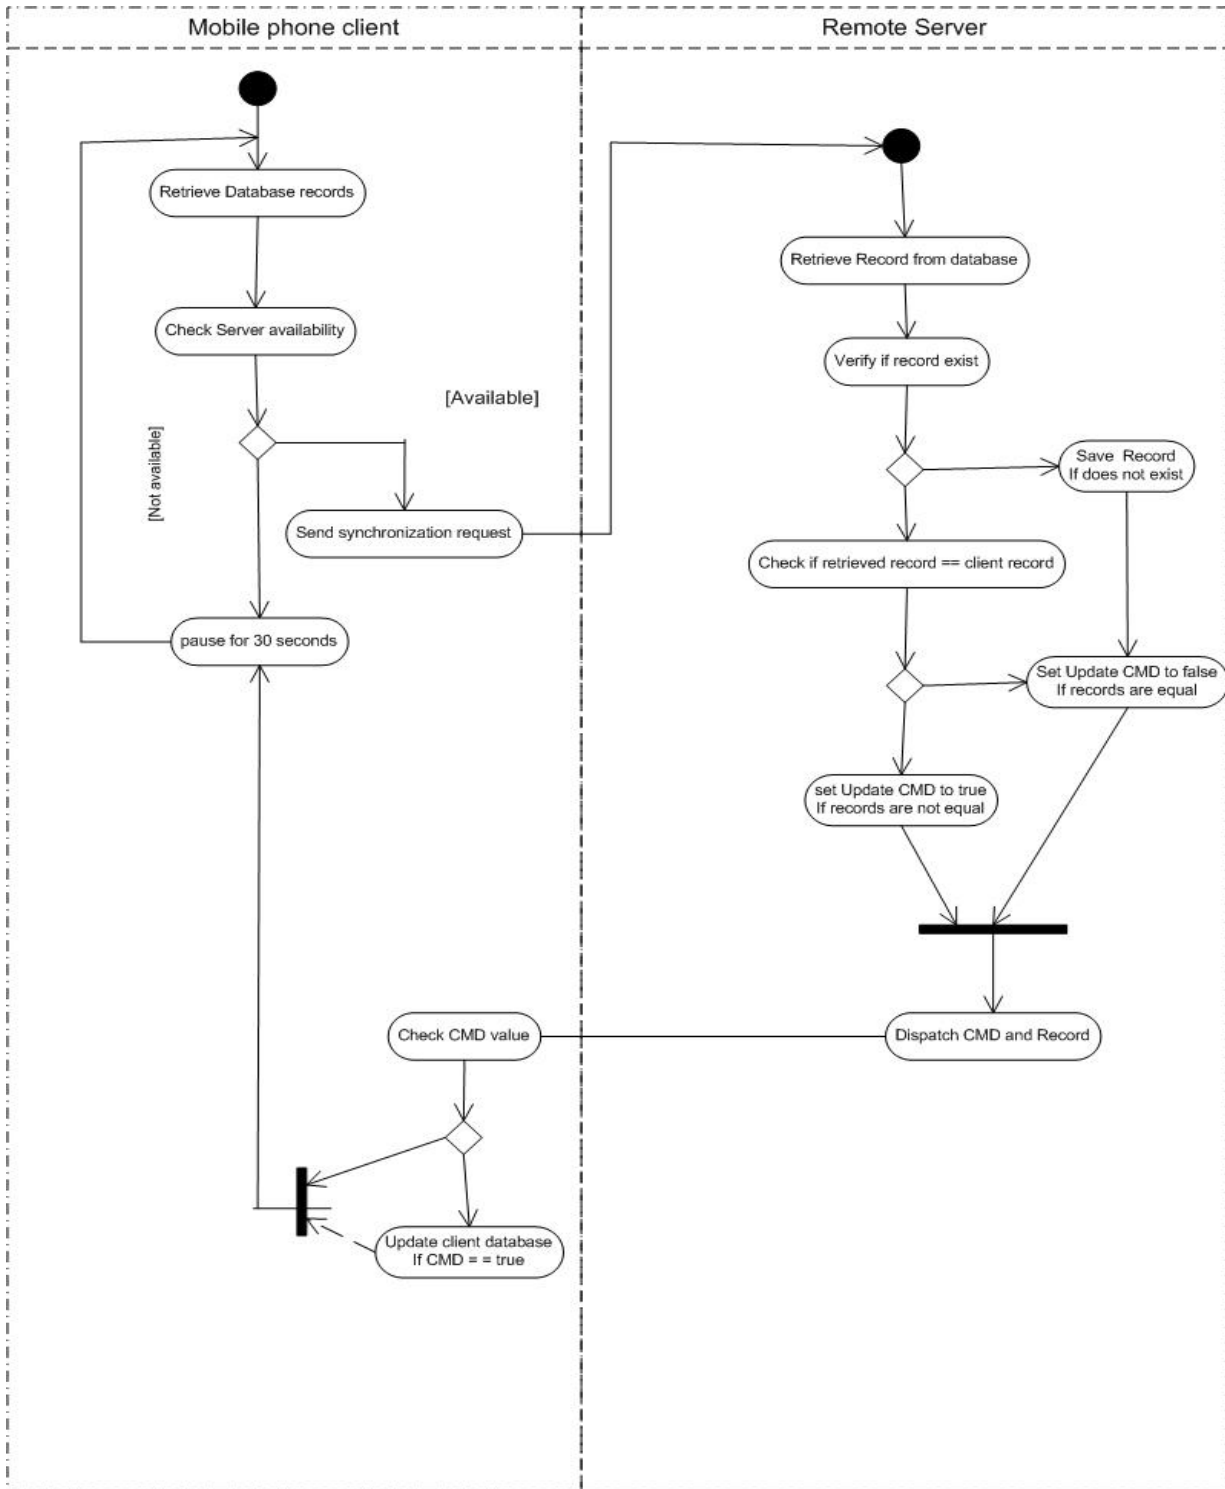 Mobile phone client
Remote Server
Retrieve Database records
Check Server availability
[Available]
[Not available]
Send synchronization request
pause for 30 seconds
Retrieve Record from database
Verify if record exist
Save  Record
If does not exist
Check if retrieved record == client record
Set Update CMD to false
If records are equal
set Update CMD to true
If records are not equal
Dispatch CMD and Record
Check CMD value
Update client database
If CMD = = true